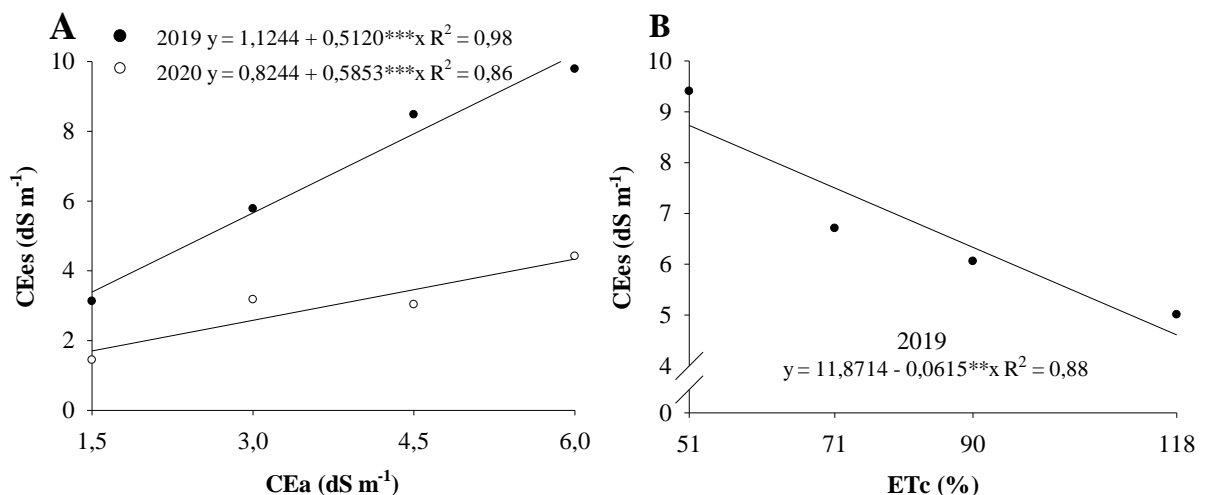 A
2019 y = 1,1244 + 0,5120***x R² = 0,98
2020 y = 0,8244 + 0,5853***x R² = 0,86
10
8
6
4
2
0
CEes (dS m⁻¹)
1,5 3,0 4,5 6,0
CEa (dS m⁻¹)
B
10
9
8
7
6
5
4
0
CEes (dS m⁻¹)
2019
y = 11,8714 - 0,0615**x R² = 0,88
51 71 90 118
ETc (%)